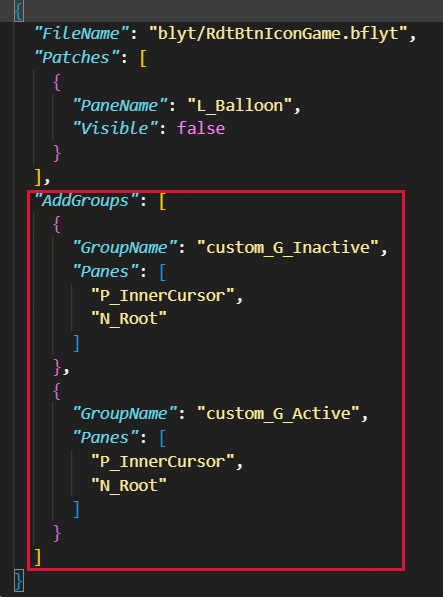 {
"FileName": "blyt/RdtBtnIconGame.bflyt",
"Patches": [
{
"PaneName": "L_Balloon",
"Visible": false
}
],
"AddGroups": [
{
"GroupName": "custom_G_Inactive",
"Panes": [
"P_InnerCursor",
"N_Root"
]
},
{
"GroupName": "custom_G_Active",
"Panes": [
"P_InnerCursor",
"N_Root"
]
}
]
}